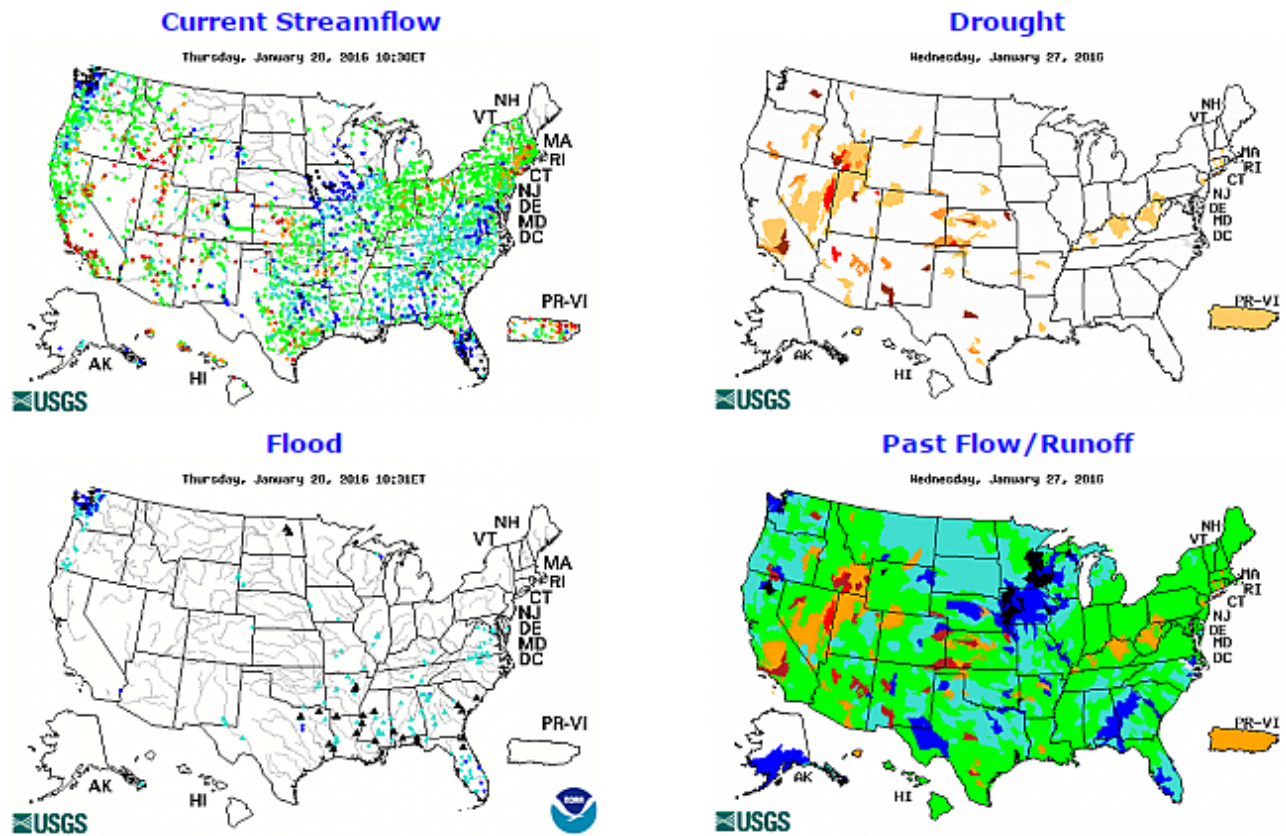 Current Streamflow
Thursday, January 28, 2016 10:30ET
NH
VT
MA
RI
CT
NJ
DE
MD
DC
PR-VI
AK
HI
USGS
Drought
Wednesday, January 27, 2016
NH
VT
MA
RI
CT
NJ
DE
MD
DC
PR-VI
AK
HI
USGS
Flood
Thursday, January 28, 2016 10:31ET
NH
VT
MA
RI
CT
NJ
DE
MD
DC
PR-VI
AK
HI
USGS
NOAA
Past Flow/Runoff
Wednesday, January 27, 2016
NH
VT
MA
RI
CT
NJ
DE
MD
DC
PR-VI
AK
HI
USGS